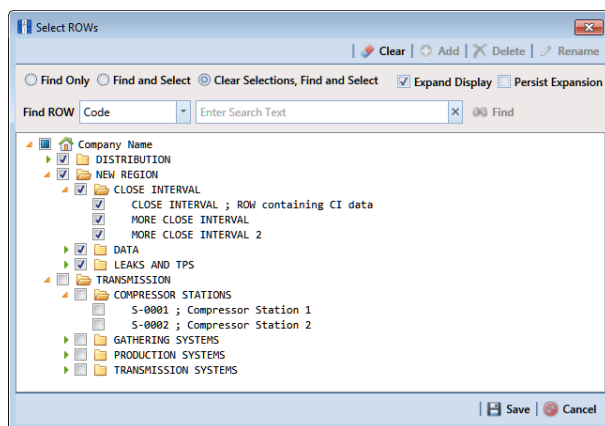 Select ROWs
Clear Add Delete Rename
Find Only Find and Select Clear Selections, Find and Select Expand Display Persist Expansion
Find ROW Code Enter Search Text Find
Company Name
DISTRIBUTION
NEW REGION
CLOSE INTERVAL
CLOSE INTERVAL ; ROW containing CI data
MORE CLOSE INTERVAL
MORE CLOSE INTERVAL 2
DATA
LEAKS AND TPS
TRANSMISSION
COMPRESSOR STATIONS
S-0001 ; Compressor Station 1
S-0002 ; Compressor Station 2
GATHERING SYSTEMS
PRODUCTION SYSTEMS
TRANSMISSION SYSTEMS
Save Cancel